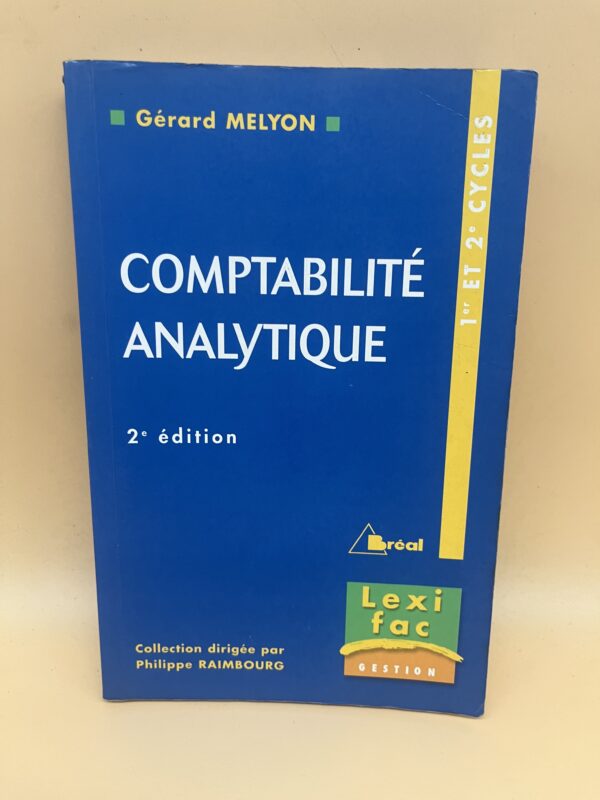 Gérard MELYON
COMPTABILITÉ
ANALYTIQUE
2e édition
1er ET 2e CYCLES
Bréal
Lexi
fac
GESTION
Collection dirigée par
Philippe RAIMBOURG